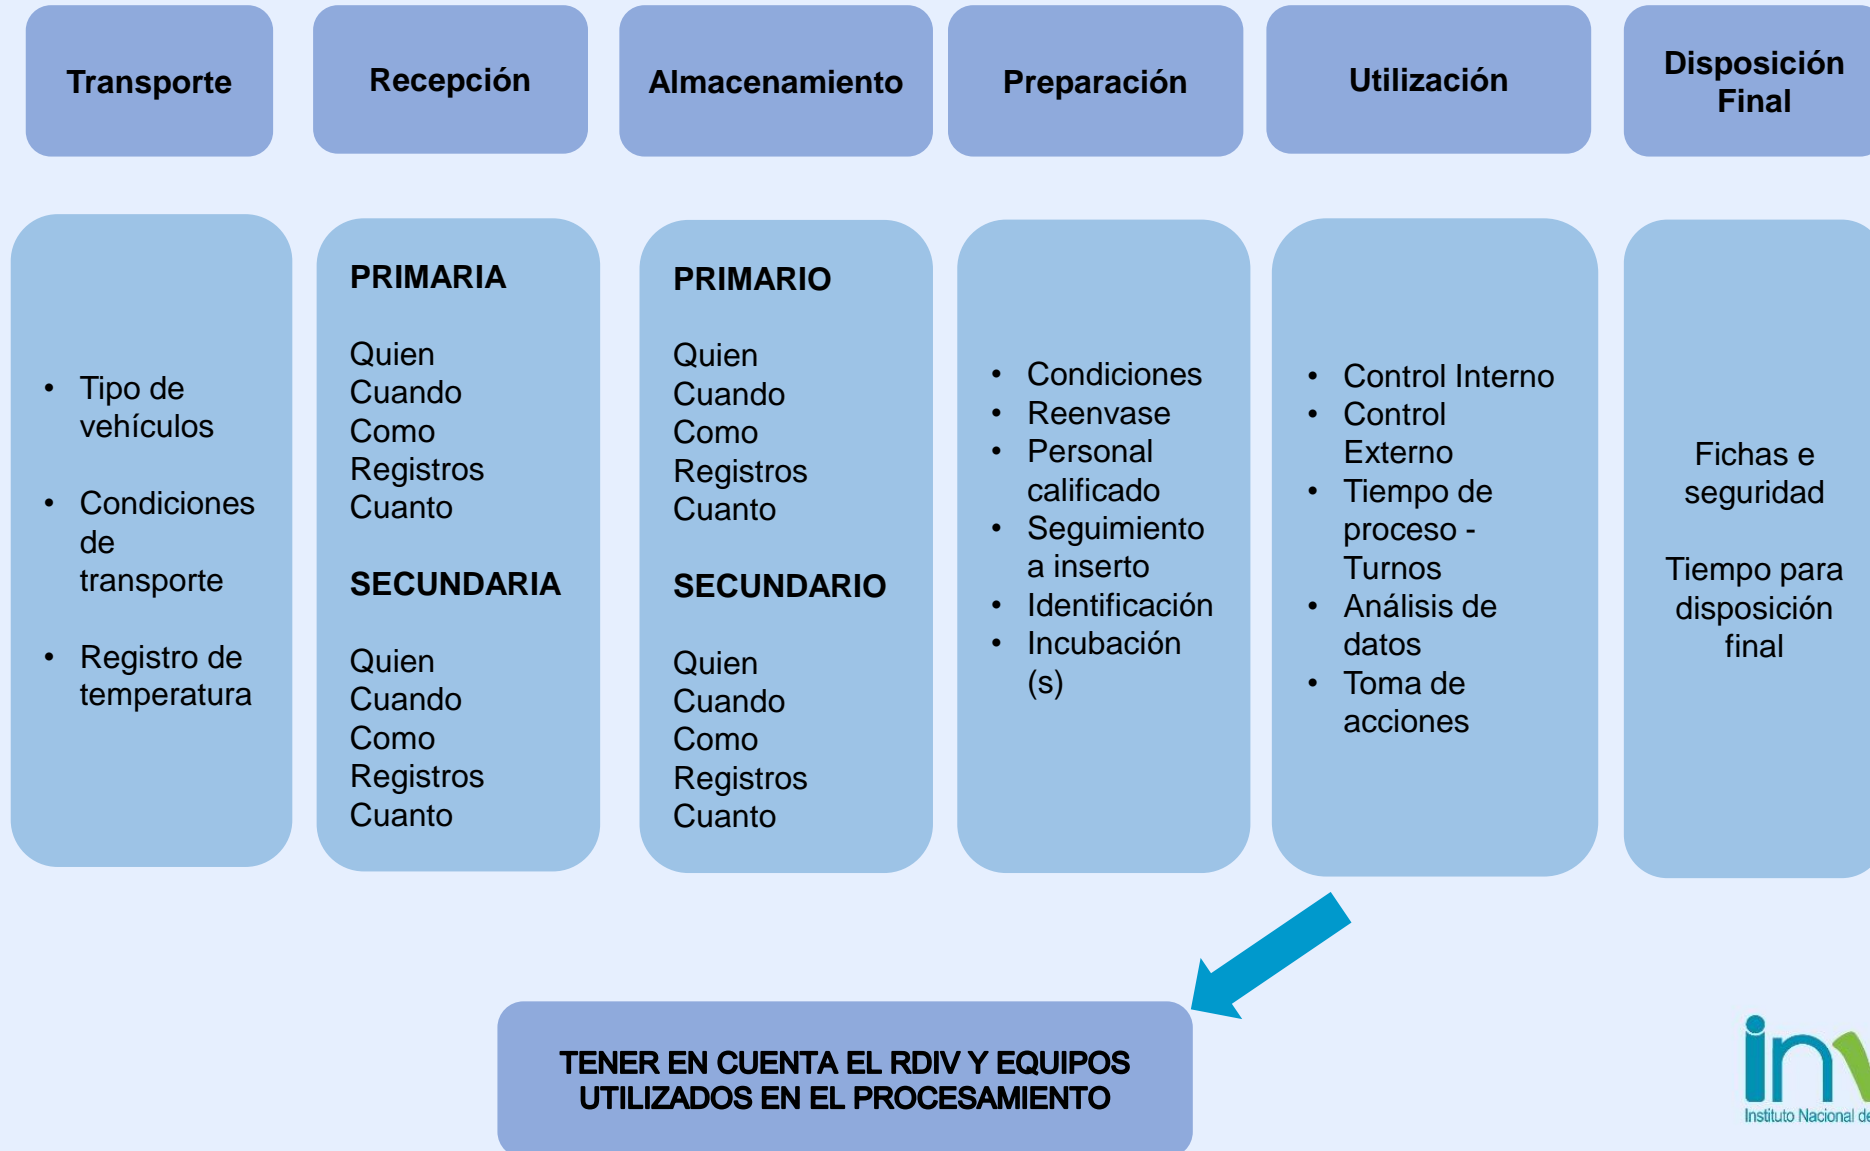 Transporte
Recepción
Almacenamiento
Preparación
Utilización
Disposición
Final
• Tipo de
vehículos
• Condiciones
de
transporte
• Registro de
temperatura
PRIMARIA
Quien
Cuando
Como
Registros
Cuanto
SECUNDARIA
Quien
Cuando
Como
Registros
Cuanto
PRIMARIO
Quien
Cuando
Como
Registros
Cuanto
SECUNDARIO
Quien
Cuando
Como
Registros
Cuanto
• Condiciones
• Reenvase
• Personal
calificado
• Seguimiento
a inserto
• Identificación
• Incubación
(s)
• Control Interno
• Control
Externo
• Tiempo de
proceso -
Turnos
• Análisis de
datos
• Toma de
acciones
Fichas e
seguridad
Tiempo para
disposición
final
TENER EN CUENTA EL RDIV Y EQUIPOS
UTILIZADOS EN EL PROCESAMIENTO
inv
Instituto Nacional de